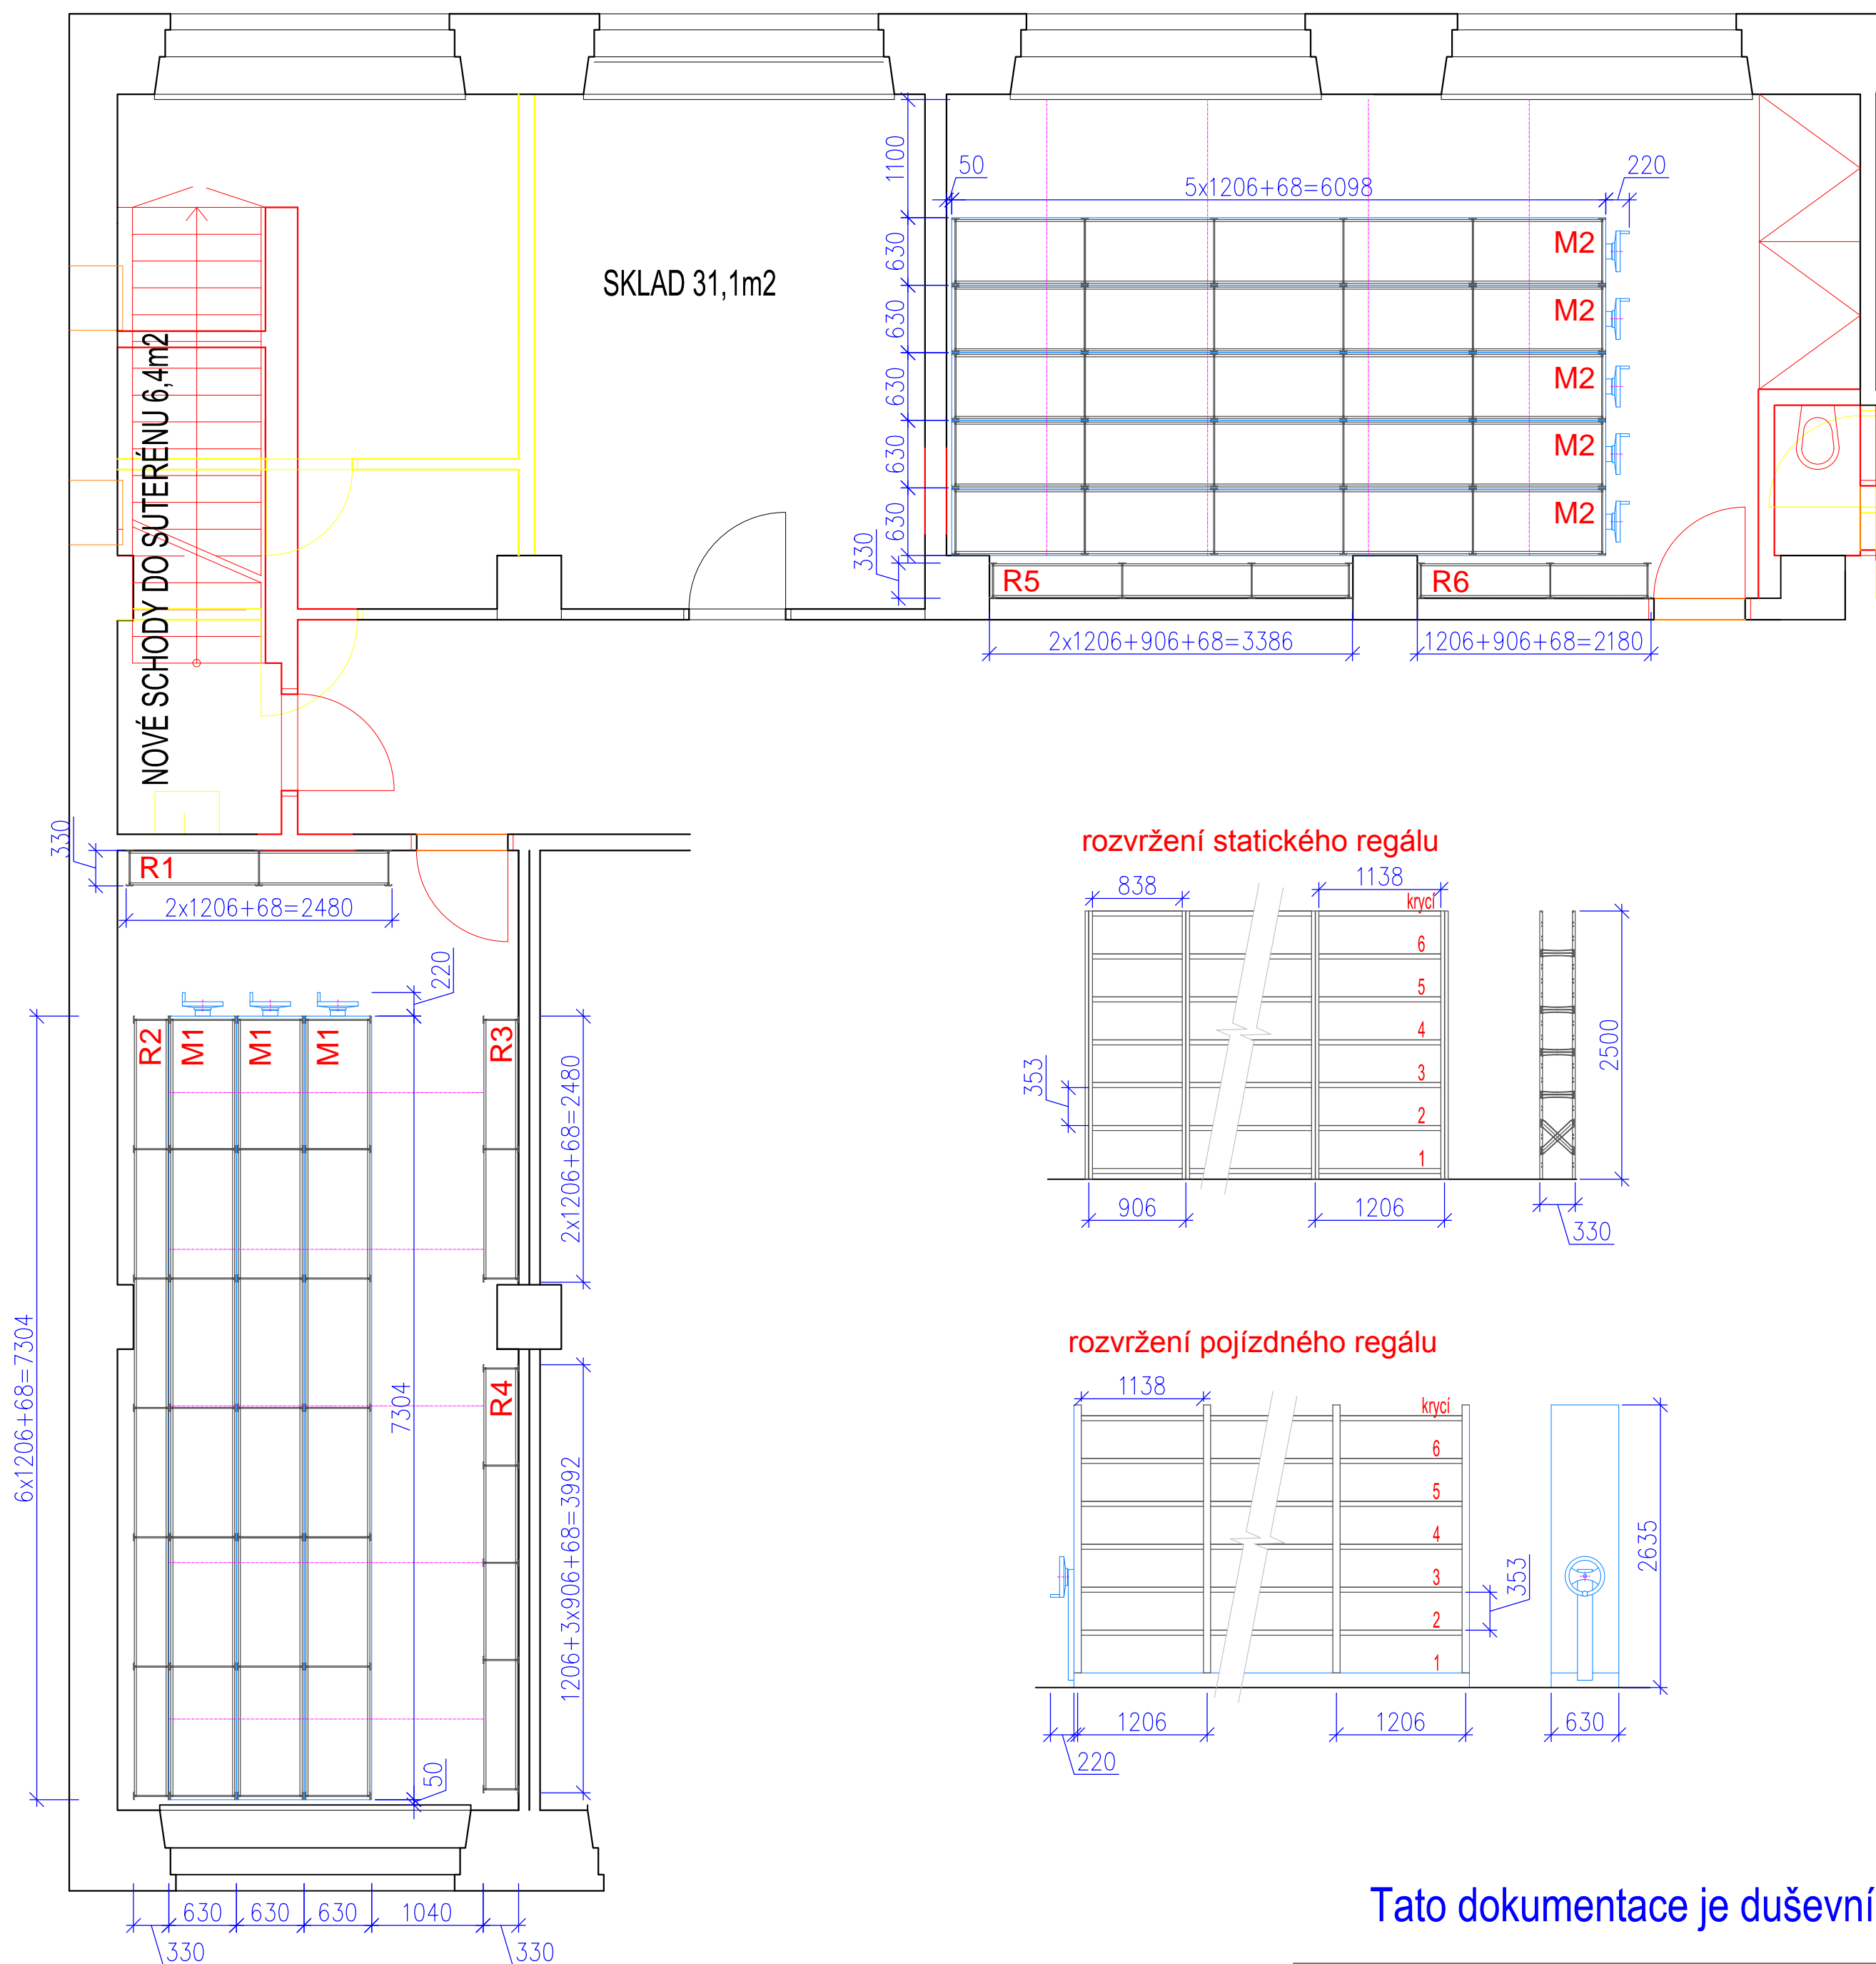 1100
50
5x1206+68=6098
220
630
630
630
630
630
330
M2
M2
M2
M2
M2
SKLAD 31,1m2
NOVÉ SCHODY DO SUTERÉNU 6,4m2
R5
R6
2x1206+906+68=3386
1206+906+68=2180
330
R1
2x1206+68=2480
220
R2
M1
M1
M1
R3
2x1206+68=2480
6x1206+68=7304
7304
R4
1206+3x906+68=3992
50
630
630
630
1040
330
330
rozvržení statického regálu
838
1138
krycí
6
5
4
3
2
1
353
2500
906
1206
330
rozvržení pojízdného regálu
1138
krycí
6
5
4
3
2
1
353
2635
1206
1206
630
220
Tato dokumentace je duševní